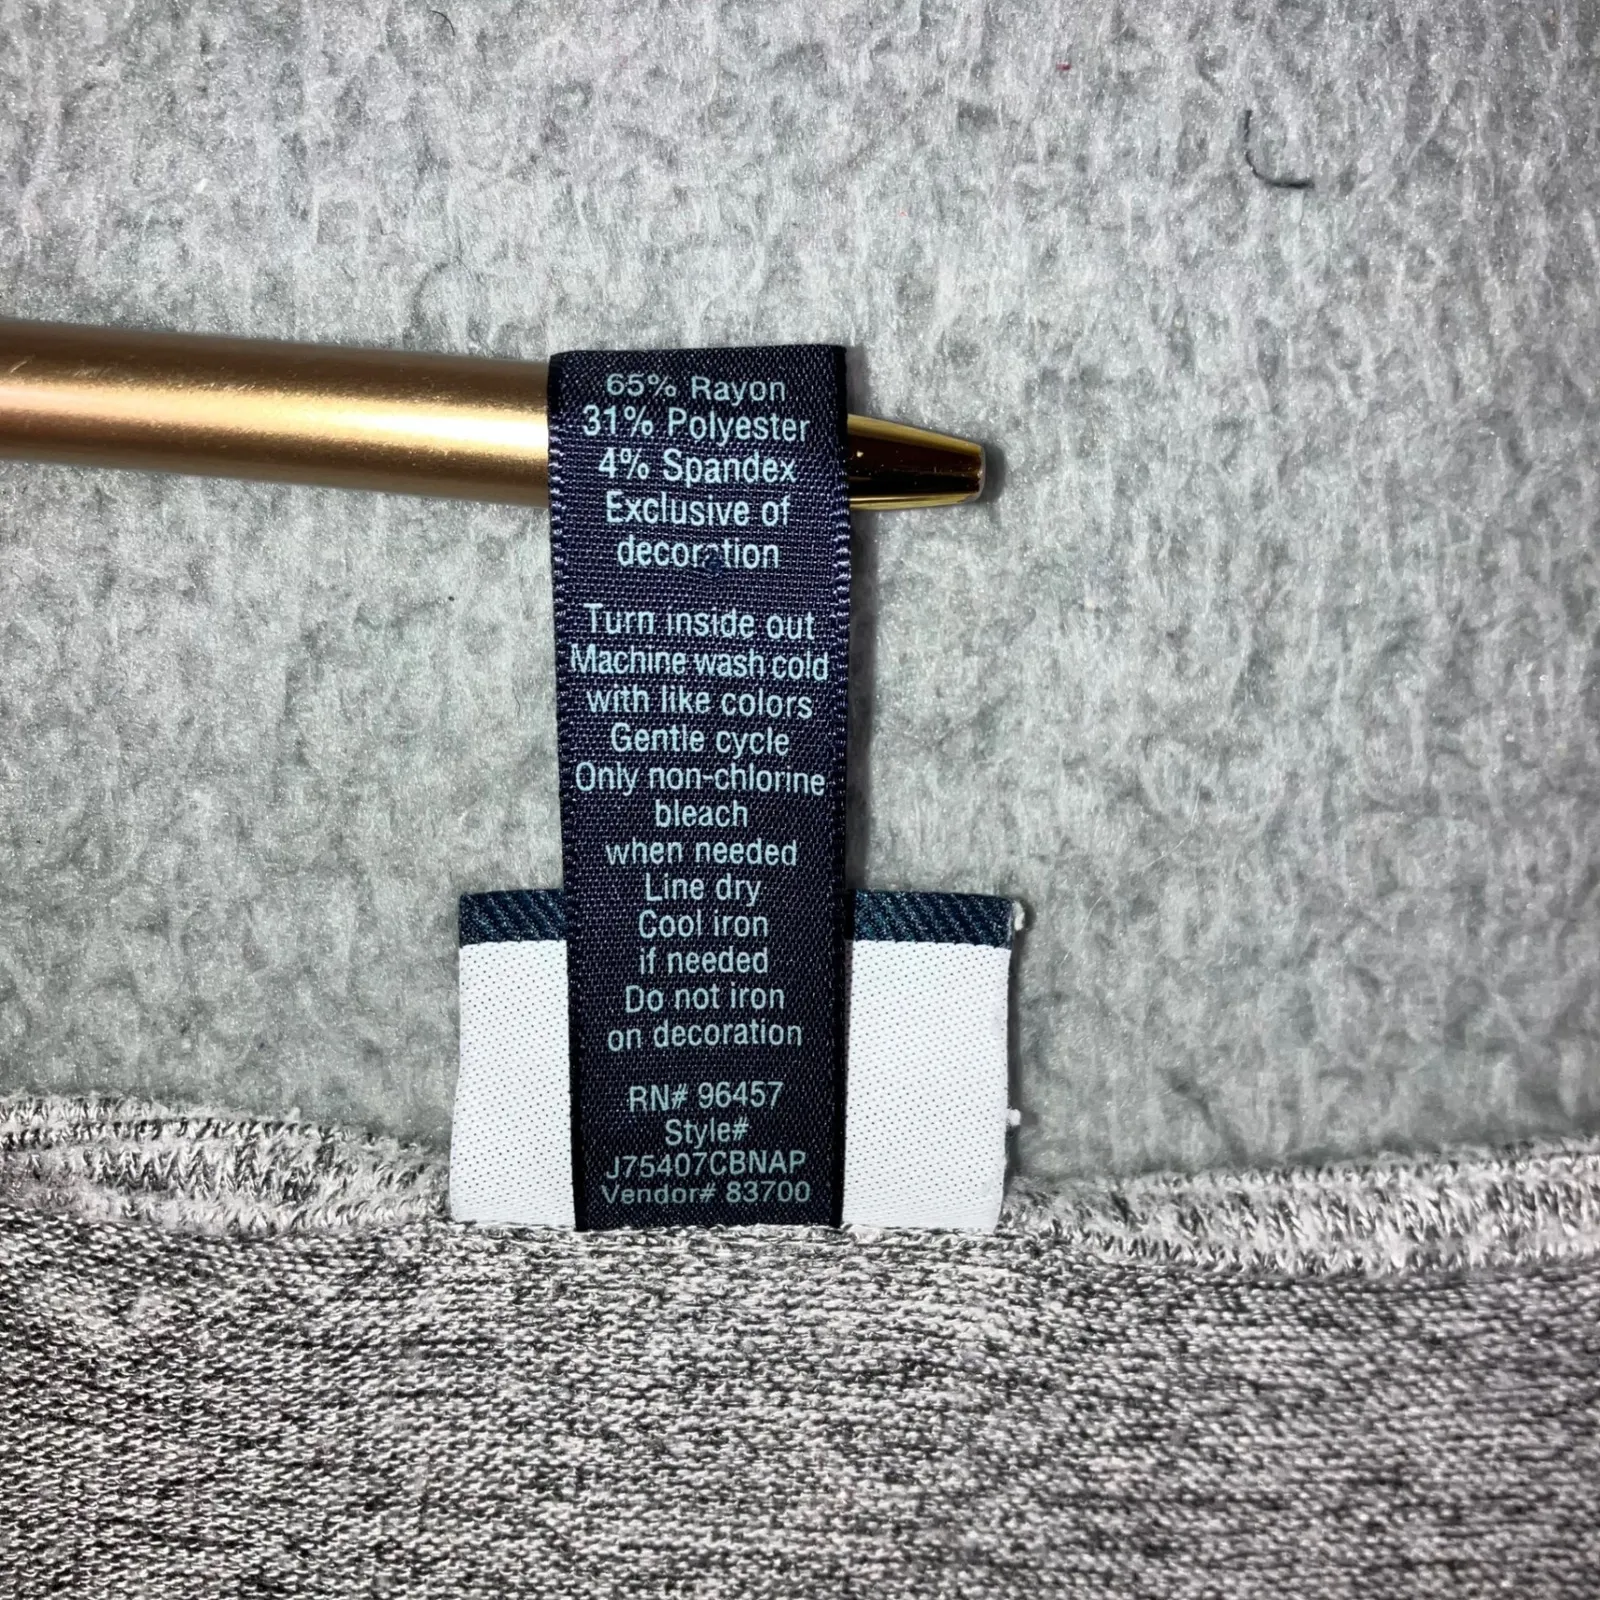 65% Rayon
31% Polyester
4% Spandex
Exclusive of
decoration
Turn inside out
Machine wash cold
with like colors
Gentle cycle
Only non-chlorine
bleach
when needed
Line dry
Cool iron
if needed
Do not iron
on decoration
RN# 96457
Style#
J75407CBNAP
Vendor# 83700